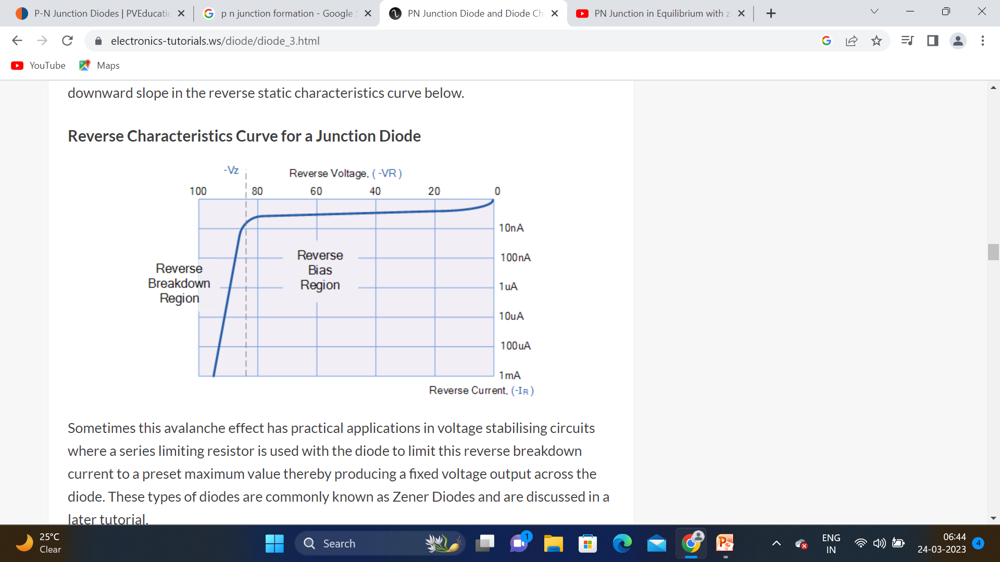 P-N Junction Diodes | PVEducatio
p n junction formation - Google S
PN Junction Diode and Diode Ch
PN Junction in Equilibrium with z
electronics-tutorials.ws/diode/diode_3.html
YouTube
Maps
downward slope in the reverse static characteristics curve below.
Reverse Characteristics Curve for a Junction Diode
-Vz
Reverse Voltage, ( -VR )
100 80 60 40 20 0
10nA
100nA
1uA
10uA
100uA
1mA
Reverse
Breakdown
Region
Reverse
Bias
Region
Reverse Current, (-IR )
Sometimes this avalanche effect has practical applications in voltage stabilising circuits
where a series limiting resistor is used with the diode to limit this reverse breakdown
current to a preset maximum value thereby producing a fixed voltage output across the
diode. These types of diodes are commonly known as Zener Diodes and are discussed in a
later tutorial.
25°C
Clear
Search
1
ENG
IN
06:44
24-03-2023
4